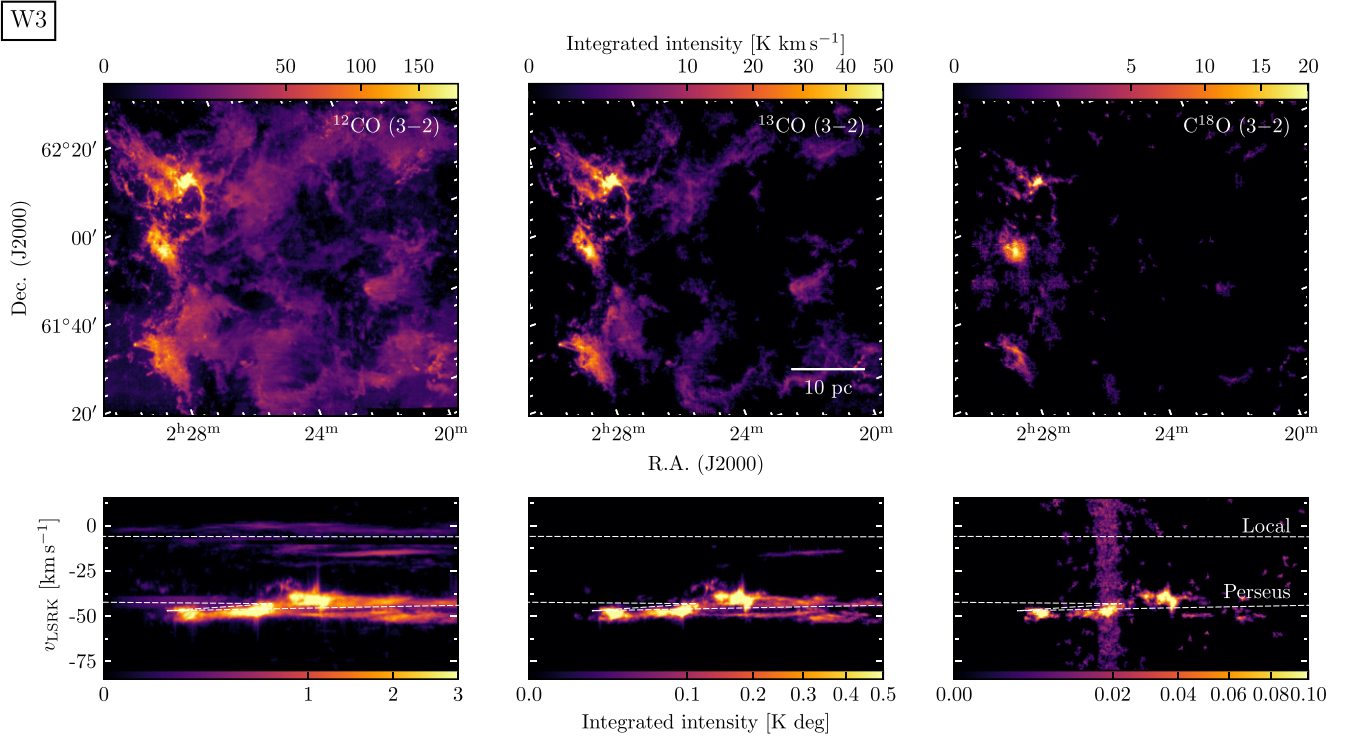 W3
Integrated intensity [K km s⁻¹]
0 50 100 150
0 10 20 30 40 50
0 5 10 15 20
¹²CO (3−2)
¹³CO (3−2)
C¹⁸O (3−2)
62°20′
00′
61°40′
20′
Dec. (J2000)
10 pc
2ʰ28ᵐ 24ᵐ 20ᵐ
2ʰ28ᵐ 24ᵐ 20ᵐ
2ʰ28ᵐ 24ᵐ 20ᵐ
R.A. (J2000)
0
-25
-50
-75
v_LSRK [km s⁻¹]
Local
Perseus
0 1 2 3
0.0 0.1 0.2 0.3 0.4 0.5
0.00 0.02 0.04 0.06 0.08 0.10
Integrated intensity [K deg]